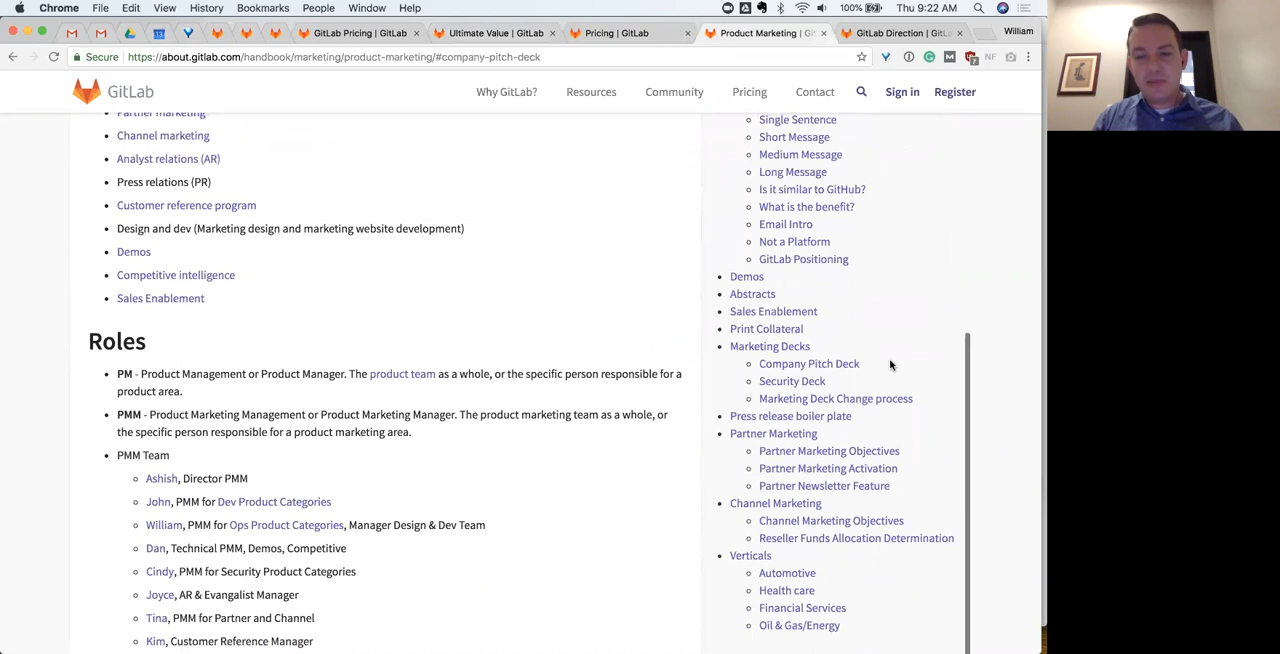 Chrome File Edit View History Bookmarks People Window Help 100% Thu 9:22 AM
GitLab Pricing | GitLab × Ultimate Value | GitLab × Pricing | GitLab × Product Marketing | G × GitLab Direction | GitLa × William
Secure https://about.gitlab.com/handbook/marketing/product-marketing/#company-pitch-deck
GitLab Why GitLab? Resources Community Pricing Contact Sign in Register
Partner marketing
Channel marketing
Analyst relations (AR)
Press relations (PR)
Customer reference program
Design and dev (Marketing design and marketing website development)
Demos
Competitive intelligence
Sales Enablement
Roles
PM - Product Management or Product Manager. The product team as a whole, or the specific person responsible for a
product area.
PMM - Product Marketing Management or Product Marketing Manager. The product marketing team as a whole, or
the specific person responsible for a product marketing area.
PMM Team
Ashish, Director PMM
John, PMM for Dev Product Categories
William, PMM for Ops Product Categories, Manager Design & Dev Team
Dan, Technical PMM, Demos, Competitive
Cindy, PMM for Security Product Categories
Joyce, AR & Evangalist Manager
Tina, PMM for Partner and Channel
Kim, Customer Reference Manager
Single Sentence
Short Message
Medium Message
Long Message
Is it similar to GitHub?
What is the benefit?
Email Intro
Not a Platform
GitLab Positioning
Demos
Abstracts
Sales Enablement
Print Collateral
Marketing Decks
Company Pitch Deck
Security Deck
Marketing Deck Change process
Press release boiler plate
Partner Marketing
Partner Marketing Objectives
Partner Marketing Activation
Partner Newsletter Feature
Channel Marketing
Channel Marketing Objectives
Reseller Funds Allocation Determination
Verticals
Automotive
Health care
Financial Services
Oil & Gas/Energy